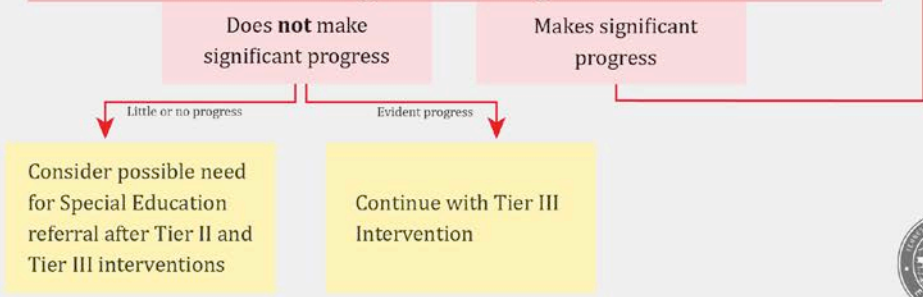 Does not make
significant progress
Makes significant
progress
Little or no progress
Evident progress
Consider possible need
for Special Education
referral after Tier II and
Tier III interventions
Continue with Tier III
Intervention